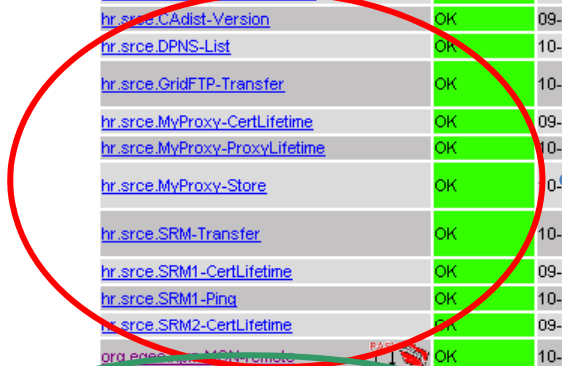 hr.srce.CAdist-Version OK 09-
hr.srce.DPNS-List OK 10-
hr.srce.GridFTP-Transfer OK 10-
hr.srce.MyProxy-CertLifetime OK 09-
hr.srce.MyProxy-ProxyLifetime OK 10-
hr.srce.MyProxy-Store OK 10-
hr.srce.SRM-Transfer OK 10-
hr.srce.SRM1-CertLifetime OK 09-
hr.srce.SRM1-Ping OK 10-
hr.srce.SRM2-CertLifetime OK 09-
OK 10-